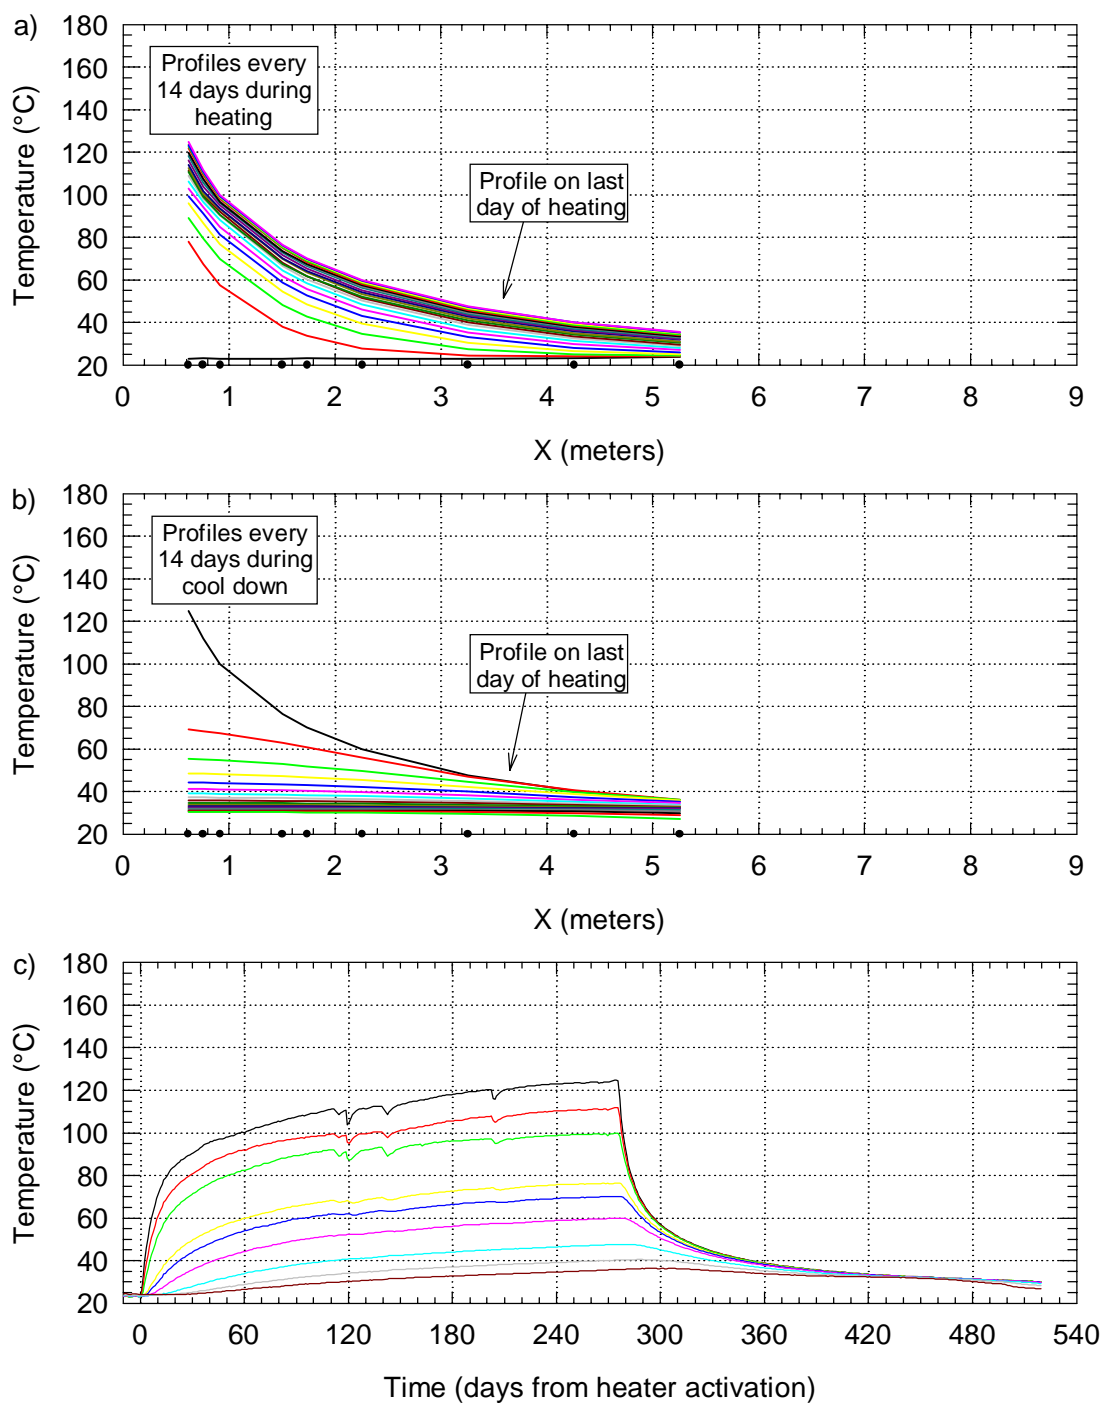 a)
180
160
140
120
100
80
60
40
20
Temperature (°C)
Profiles every
14 days during
heating
Profile on last
day of heating
0 1 2 3 4 5 6 7 8 9
X (meters)
b)
180
160
140
120
100
80
60
40
20
Temperature (°C)
Profiles every
14 days during
cool down
Profile on last
day of heating
0 1 2 3 4 5 6 7 8 9
X (meters)
c)
180
160
140
120
100
80
60
40
20
Temperature (°C)
0 60 120 180 240 300 360 420 480 540
Time (days from heater activation)